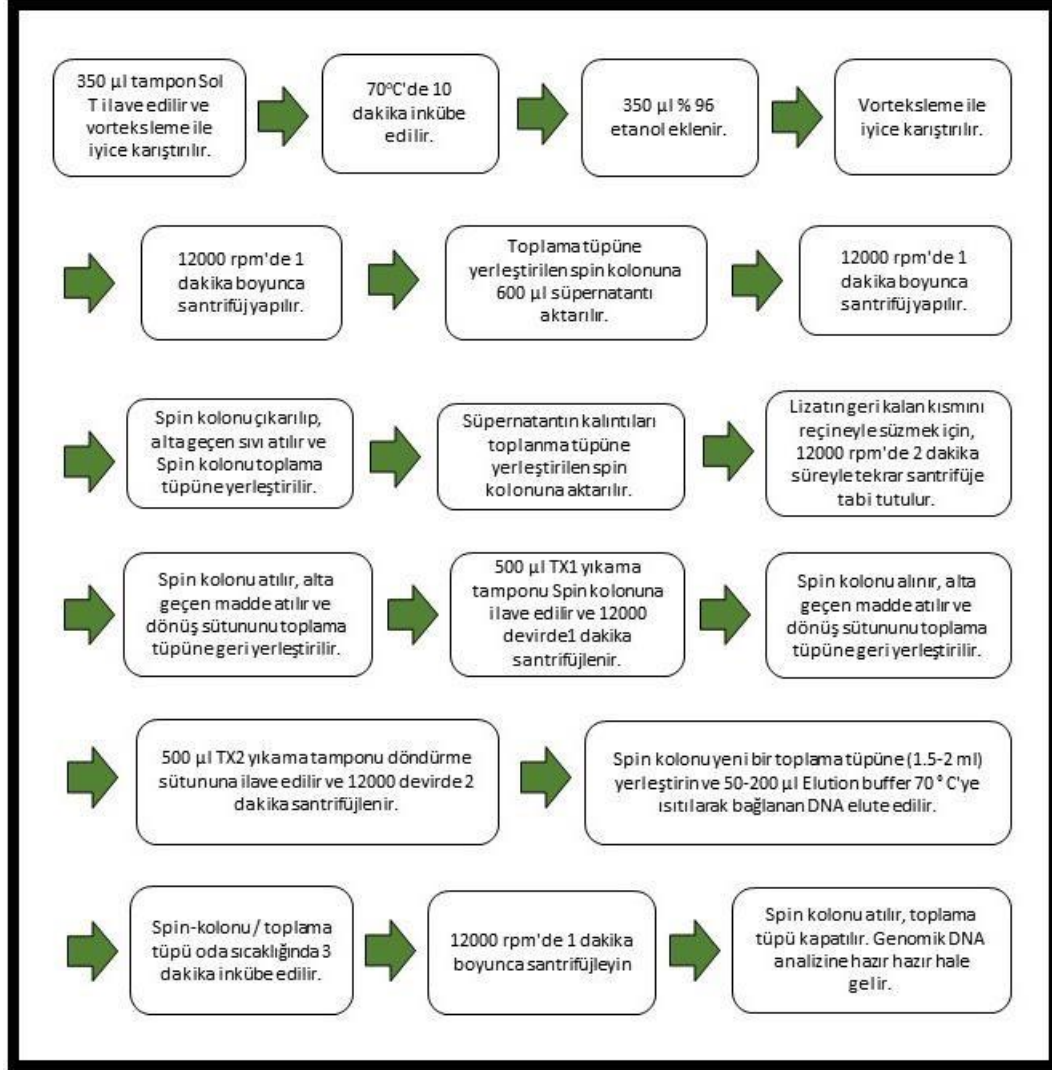 350 µl tampon Sol
T ilave edilir ve
vorteksleme ile
iyice karıştırılır.
70°C'de 10
dakika inkübe
edilir.
350 µl % 96
etanol eklenir.
Vorteksleme ile
iyice karıştırılır.
12000 rpm'de 1
dakika boyunca
santrifüj yapılır.
Toplama tüpüne
yerleştirilen spin kolonuna
600 µl süpernatantı
aktarılır.
12000 rpm'de 1
dakika boyunca
santrifüj yapılır.
Spin kolonu çıkarılıp,
alta geçen sıvı atılır ve
Spin kolonu toplama
tüpüne yerleştirilir.
Süpernatantın kalıntıları
toplanma tüpüne
yerleştirilen spin
kolonuna aktarılır.
Lizatın geri kalan kısmını
reçineyle süzmek için,
12000 rpm'de 2 dakika
süreyle tekrar santrifüje
tabi tutulur.
Spin kolonu atılır, alta
geçen madde atılır ve
dönüş sütununu toplama
tüpüne geri yerleştirilir.
500 µl TX1 yıkama
tamponu Spin kolonuna
ilave edilir ve 12000
devirde1 dakika
santrifüjlenir.
Spin kolonu alınır, alta
geçen madde atılır ve
dönüş sütununu toplama
tüpüne geri yerleştirilir.
500 µl TX2 yıkama tamponu döndürme
sütununa ilave edilir ve 12000 devirde 2
dakika santrifüjlenir.
Spin kolonu yeni bir toplama tüpüne (1.5-2 ml)
yerleştirin ve 50-200 µl Elution buffer 70 ° C'ye
ısıtılarak bağlanan DNA elute edilir.
Spin-kolonu / toplama
tüpü oda sıcaklığında 3
dakika inkübe edilir.
12000 rpm'de 1 dakika
boyunca santrifüjleyin
Spin kolonu atılır, toplama
tüpü kapatılır. Genomik DNA
analizine hazır hazır hale
gelir.